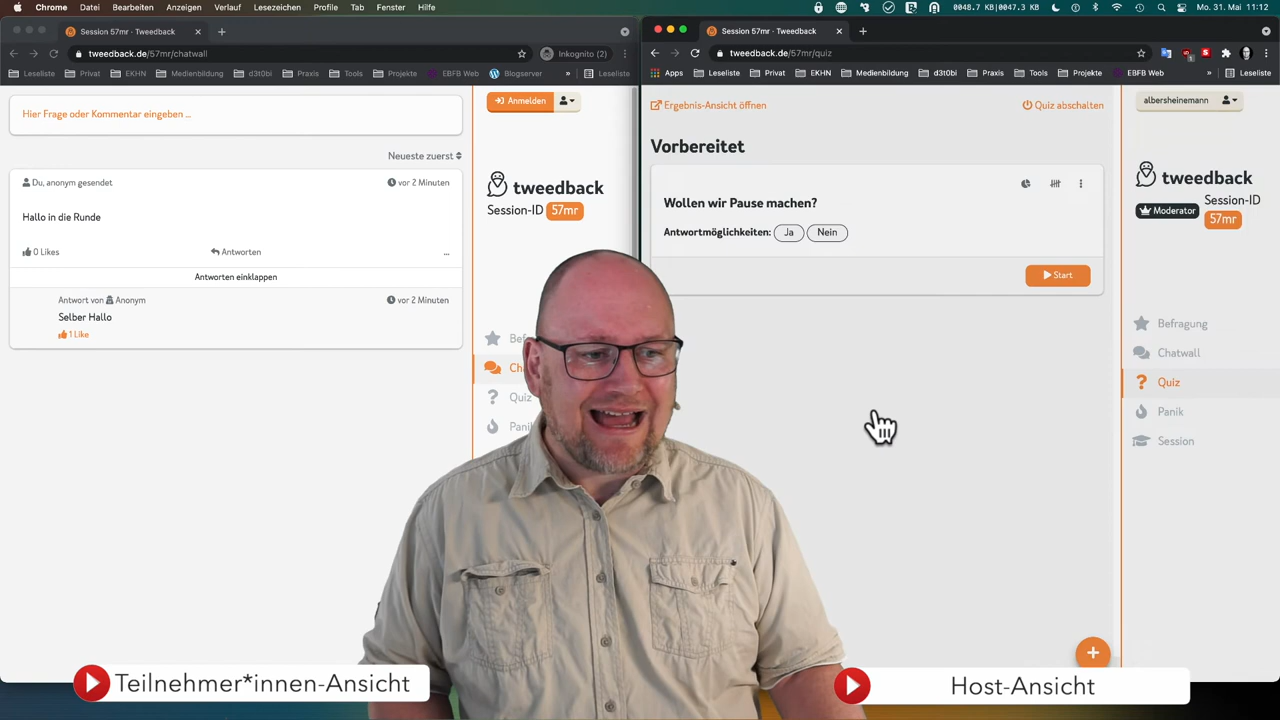 Chrome Datei Bearbeiten Anzeigen Verlauf Lesezeichen Profile Tab Fenster Hilfe
0048.7 KB|0047.3 KB Mo. 31. Mai 11:12
Session 57mr · Tweedback
tweedback.de/57mr/chatwall
Inkognito (2)
Leseliste Privat EKHN Medienbildung d3t0bi Praxis Tools Projekte EBFB Web Blogserver » Leseliste
Hier Frage oder Kommentar eingeben ...
Neueste zuerst
Du, anonym gesendet
vor 2 Minuten
Hallo in die Runde
0 Likes
Antworten
...
Antworten einklappen
Antwort von Anonym
vor 2 Minuten
Selber Hallo
1 Like
Anmelden
tweedback
Session-ID 57mr
Quiz
Teilnehmer*innen-Ansicht
Session 57mr · Tweedback
tweedback.de/57mr/quiz
Apps Leseliste Privat EKHN Medienbildung d3t0bi Praxis Tools Projekte EBFB Web » Leseliste
Ergebnis-Ansicht öffnen
Quiz abschalten
Vorbereitet
Wollen wir Pause machen?
Antwortmöglichkeiten: Ja Nein
Start
+
albersheinemann
tweedback
Moderator
Session-ID
57mr
Befragung
Chatwall
Quiz
Panik
Session
Host-Ansicht